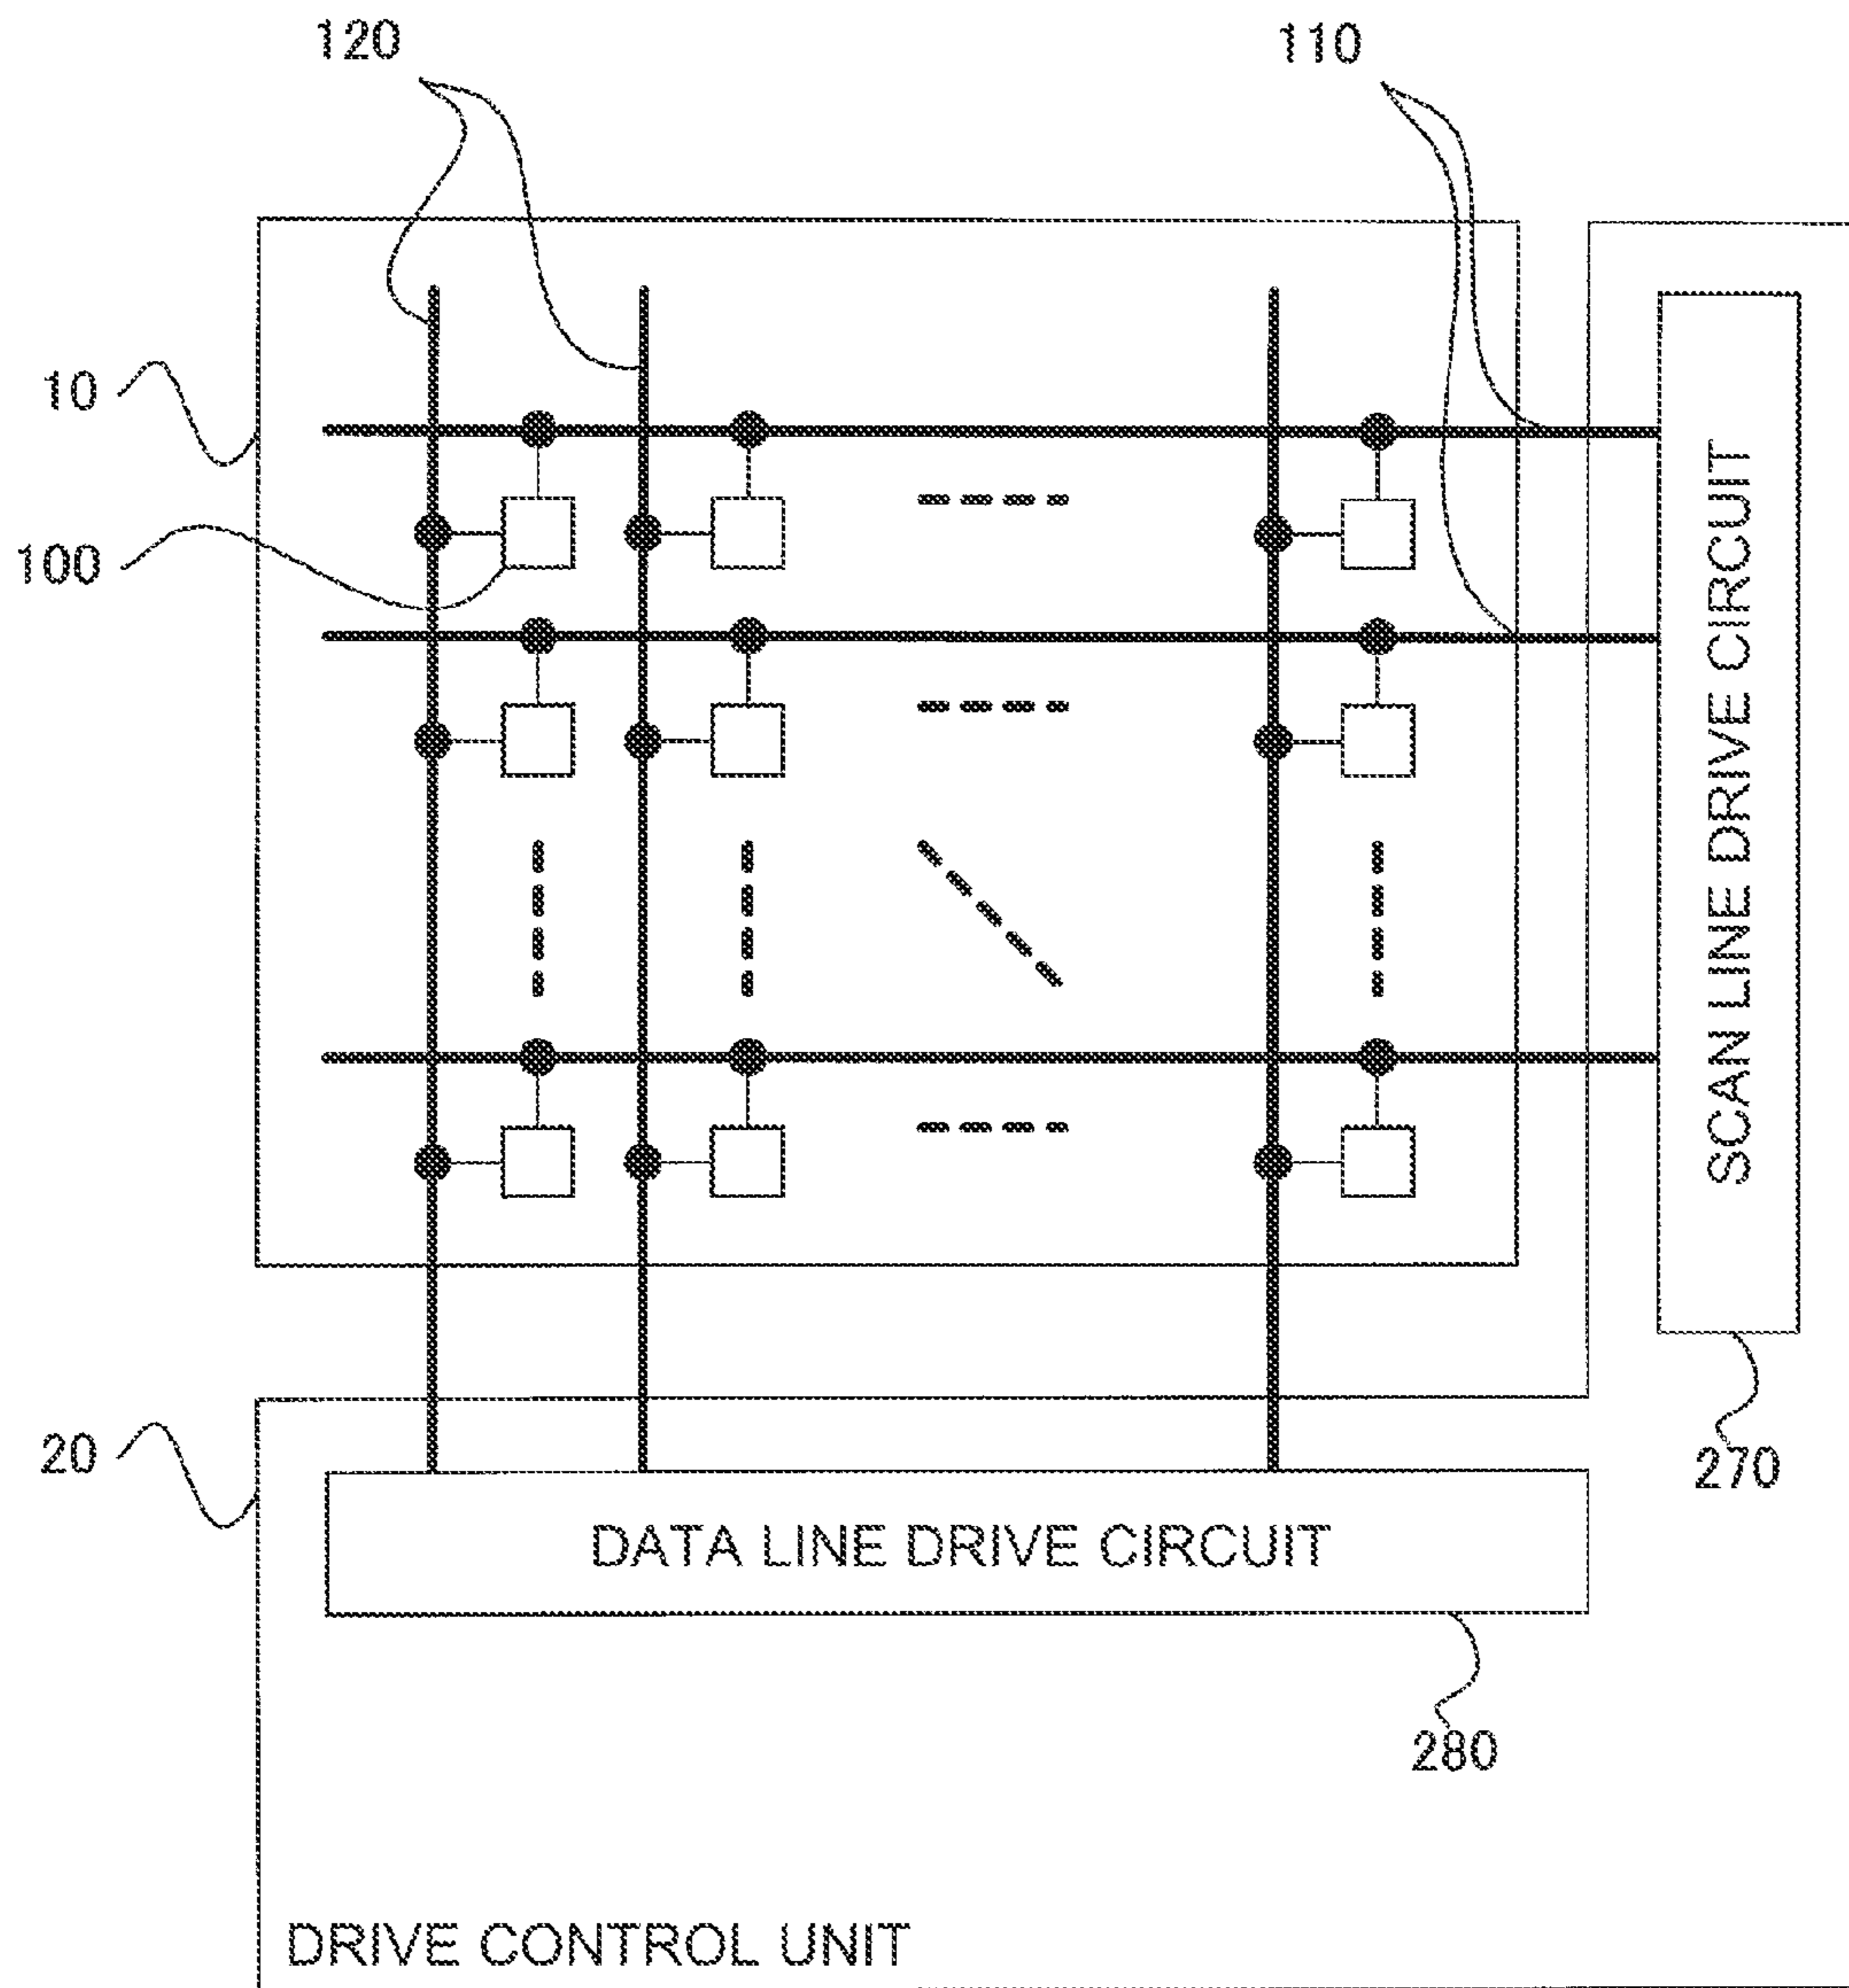 120
110
10
100
SCAN LINE DRIVE CIRCUIT
20
270
DATA LINE DRIVE CIRCUIT
280
DRIVE CONTROL UNIT